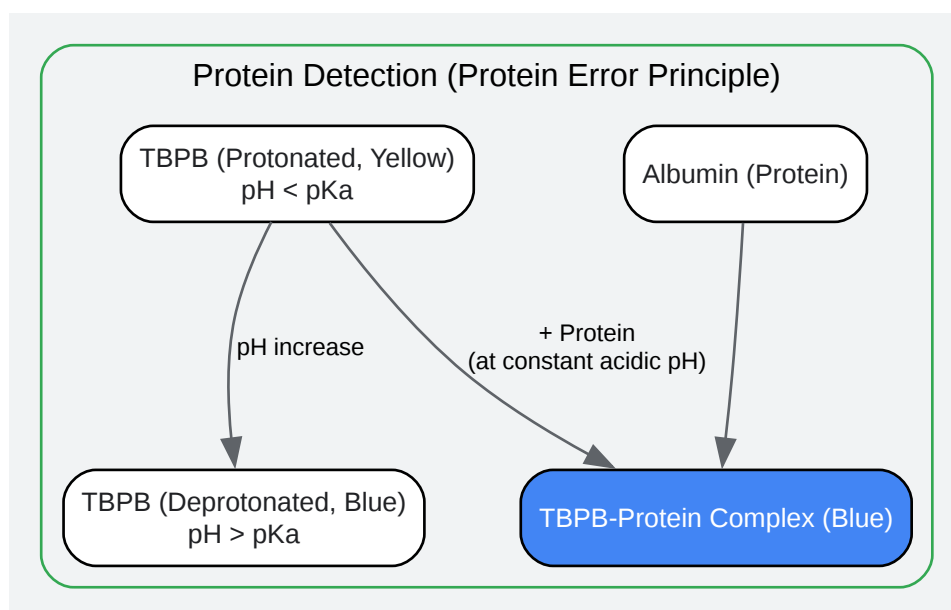 Protein Detection (Protein Error Principle)
TBPB (Protonated, Yellow)
pH < pKa
Albumin (Protein)
pH increase
+ Protein
(at constant acidic pH)
TBPB (Deprotonated, Blue)
pH > pKa
TBPB-Protein Complex (Blue)